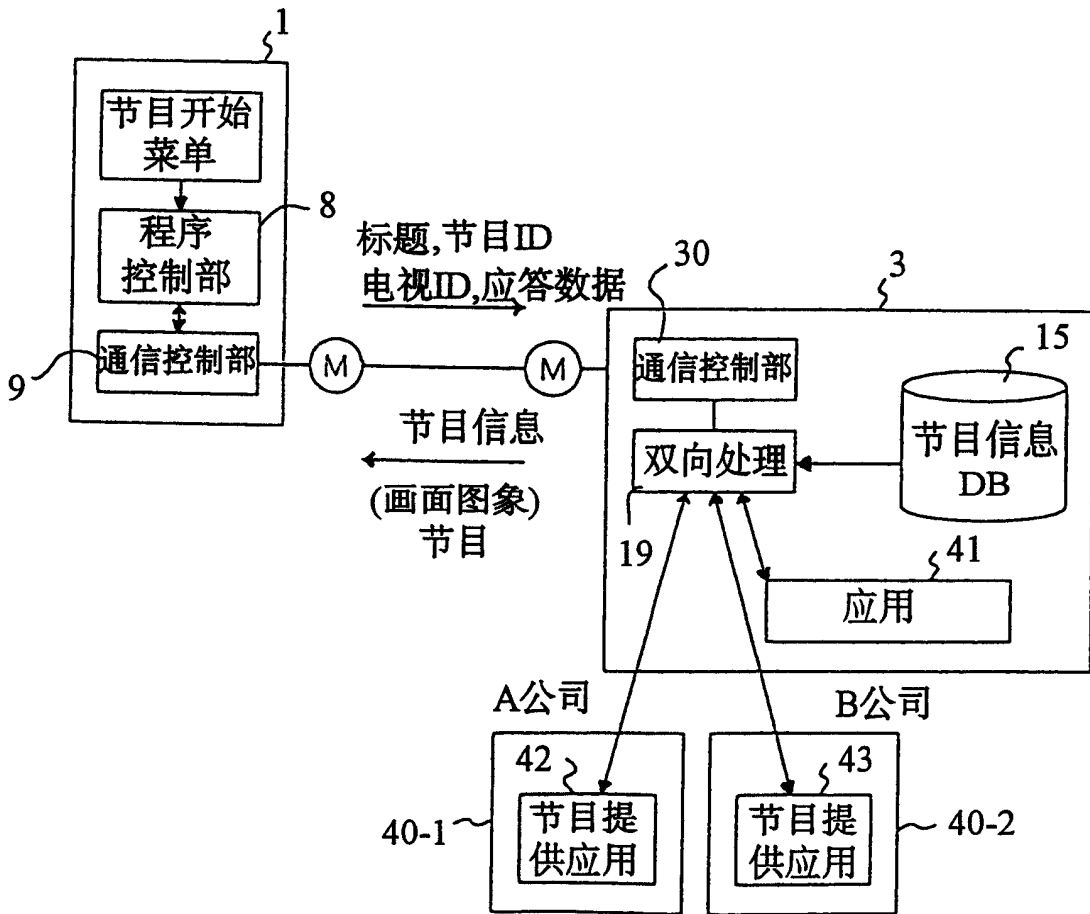 1
节目开始
菜单
8
程序
控制部
9
通信控制部
M
M
标题,节目ID
电视ID,应答数据
节目信息
(画面图象)
节目
3
30
通信控制部
15
节目信息
DB
双向处理
19
41
应用
A公司
B公司
42
节目提
供应用
40-1
43
节目提
供应用
40-2